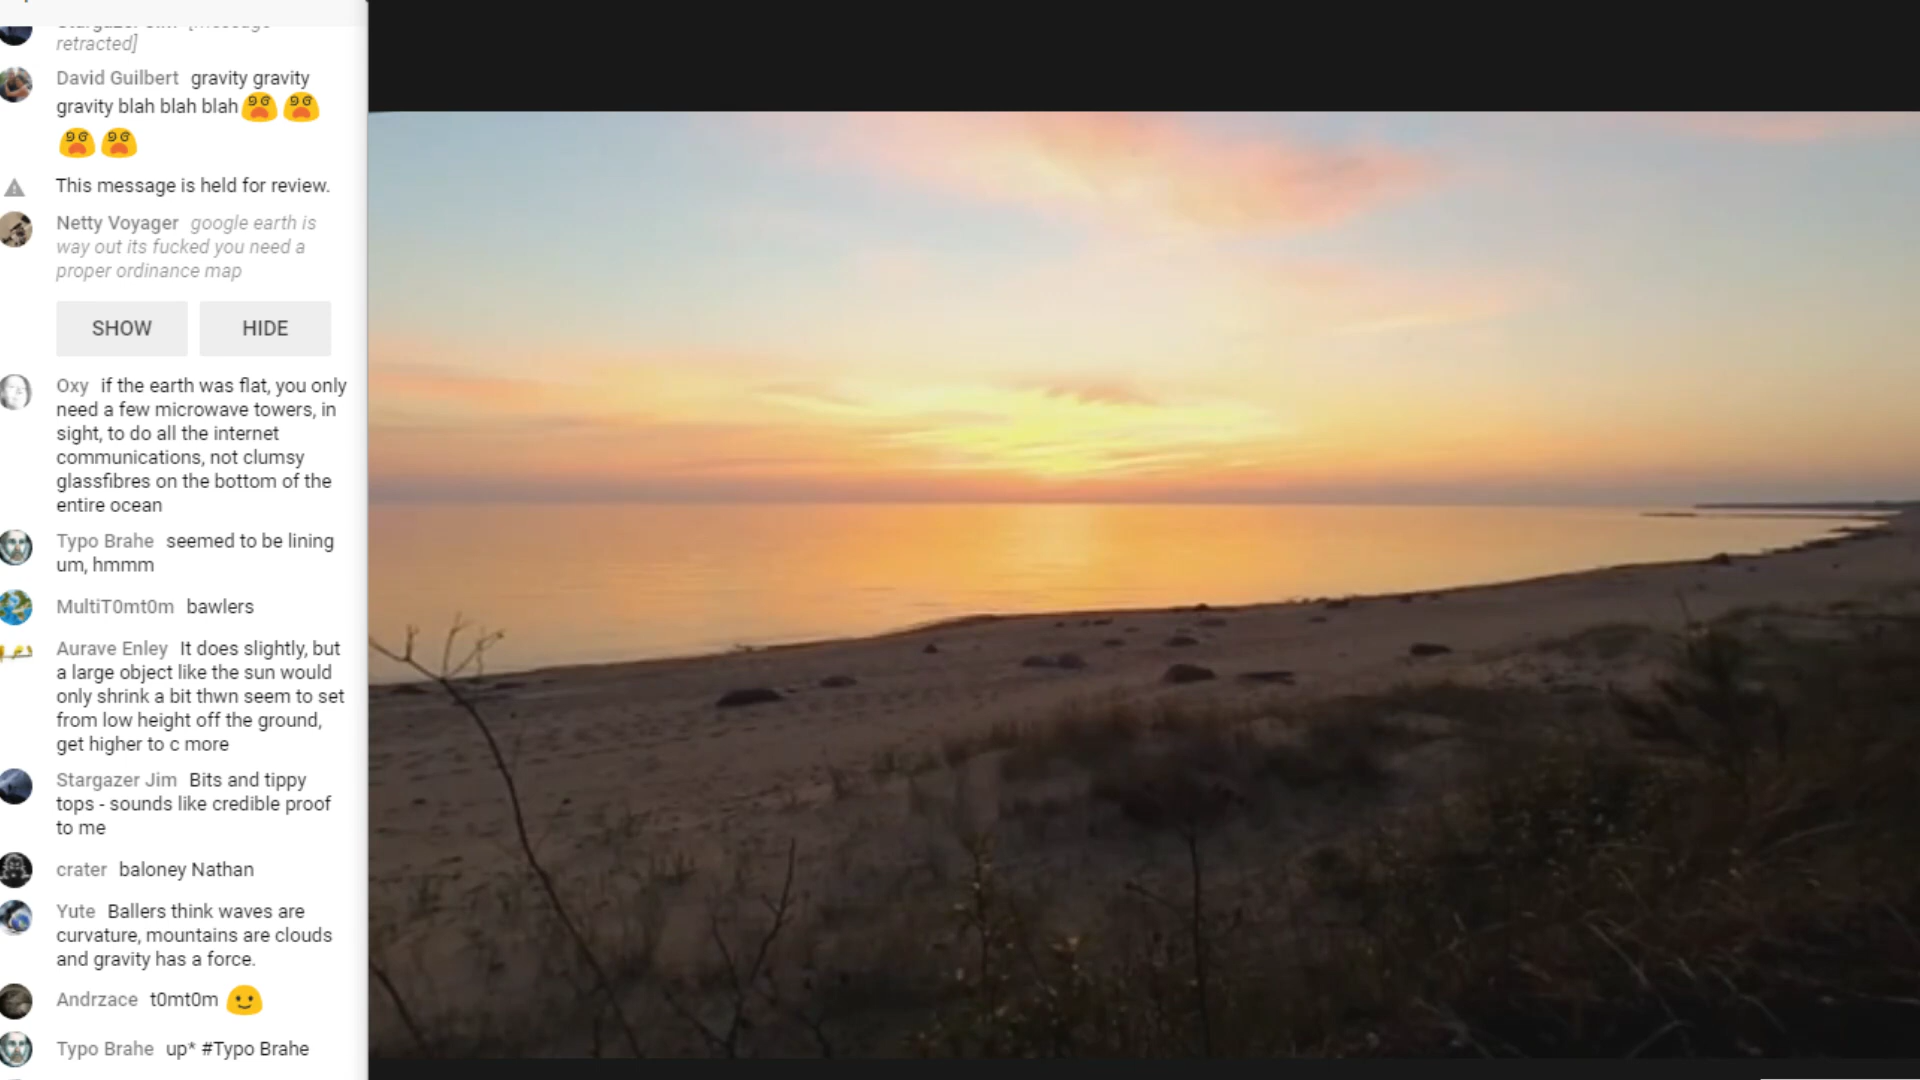 retracted]
David Guilbert gravity gravity
gravity blah blah blah
This message is held for review.
Netty Voyager google earth is
way out its fucked you need a
proper ordinance map
SHOW HIDE
Oxy if the earth was flat, you only
need a few microwave towers, in
sight, to do all the internet
communications, not clumsy
glassfibres on the bottom of the
entire ocean
Typo Brahe seemed to be lining
um, hmmm
MultiT0mt0m bawlers
Aurave Enley It does slightly, but
a large object like the sun would
only shrink a bit thwn seem to set
from low height off the ground,
get higher to c more
Stargazer Jim Bits and tippy
tops - sounds like credible proof
to me
crater baloney Nathan
Yute Ballers think waves are
curvature, mountains are clouds
and gravity has a force.
Andrzace t0mt0m
Typo Brahe up* #Typo Brahe